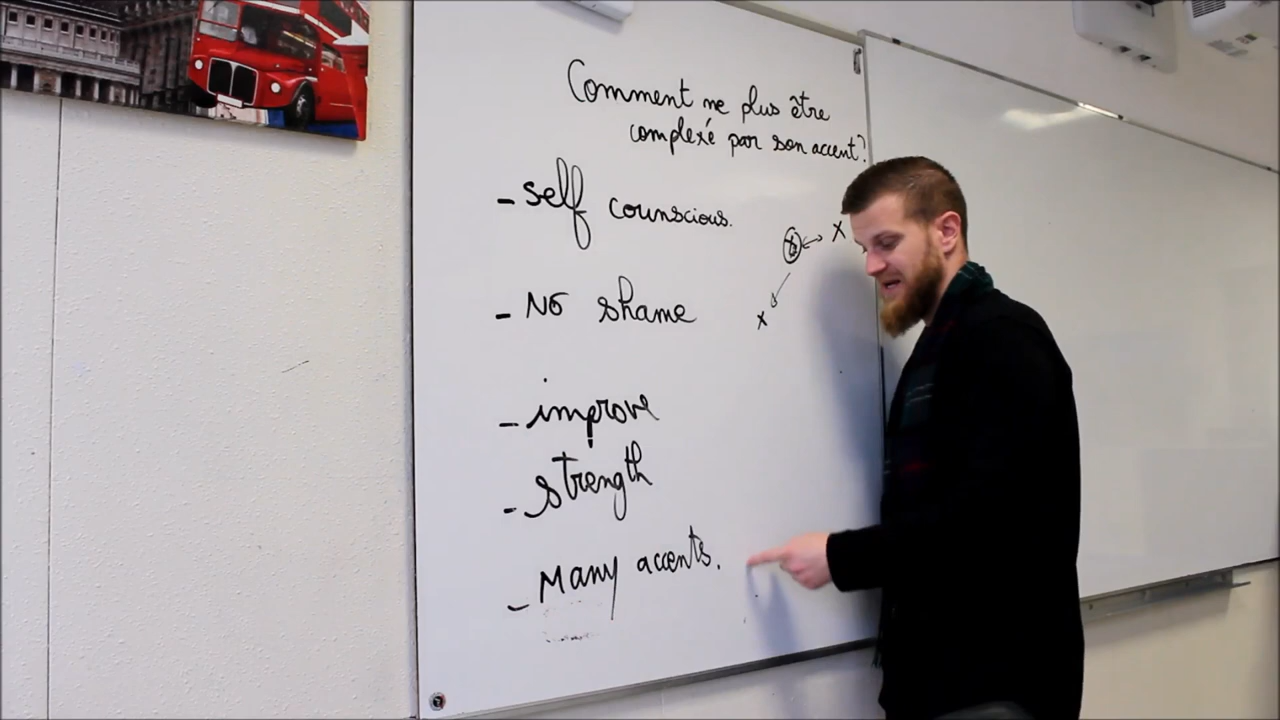 Comment ne plus être
complexé par son accent?
- self counscious.
- NO shame
- improve
- strength
- Many accents.
x
x